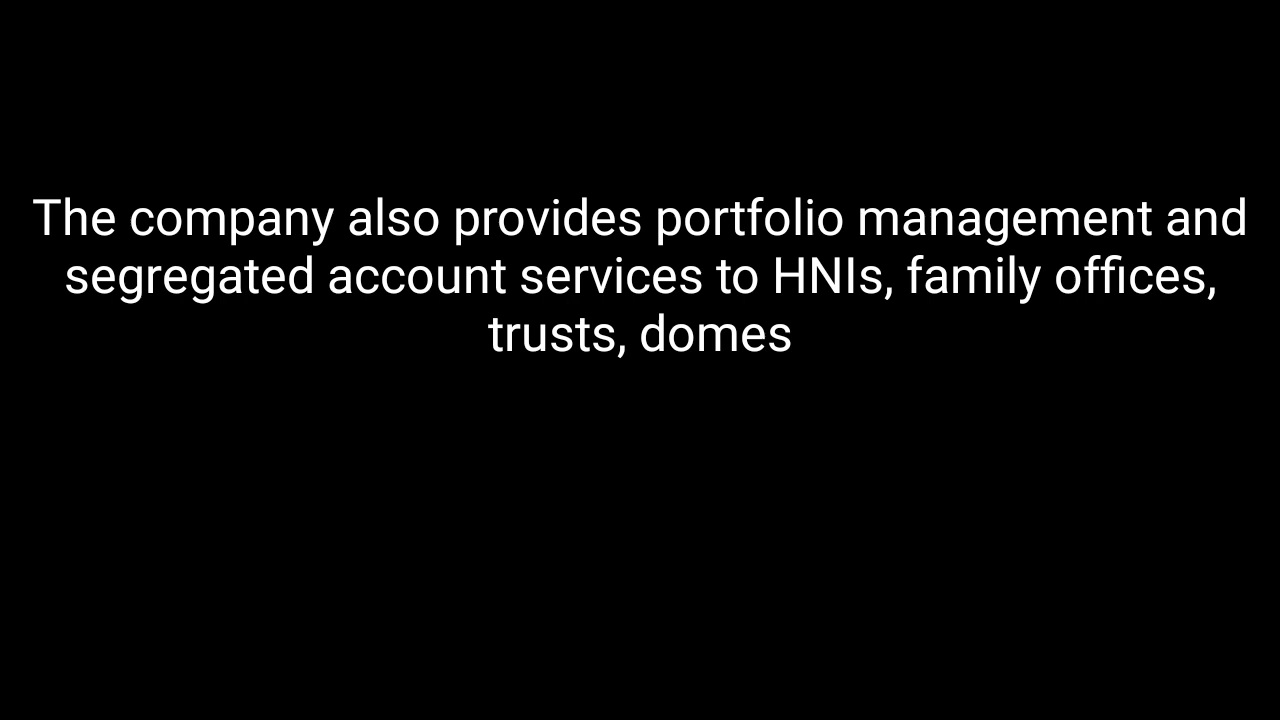 The company also provides portfolio management and
segregated account services to HNIs, family offices,
trusts, domes